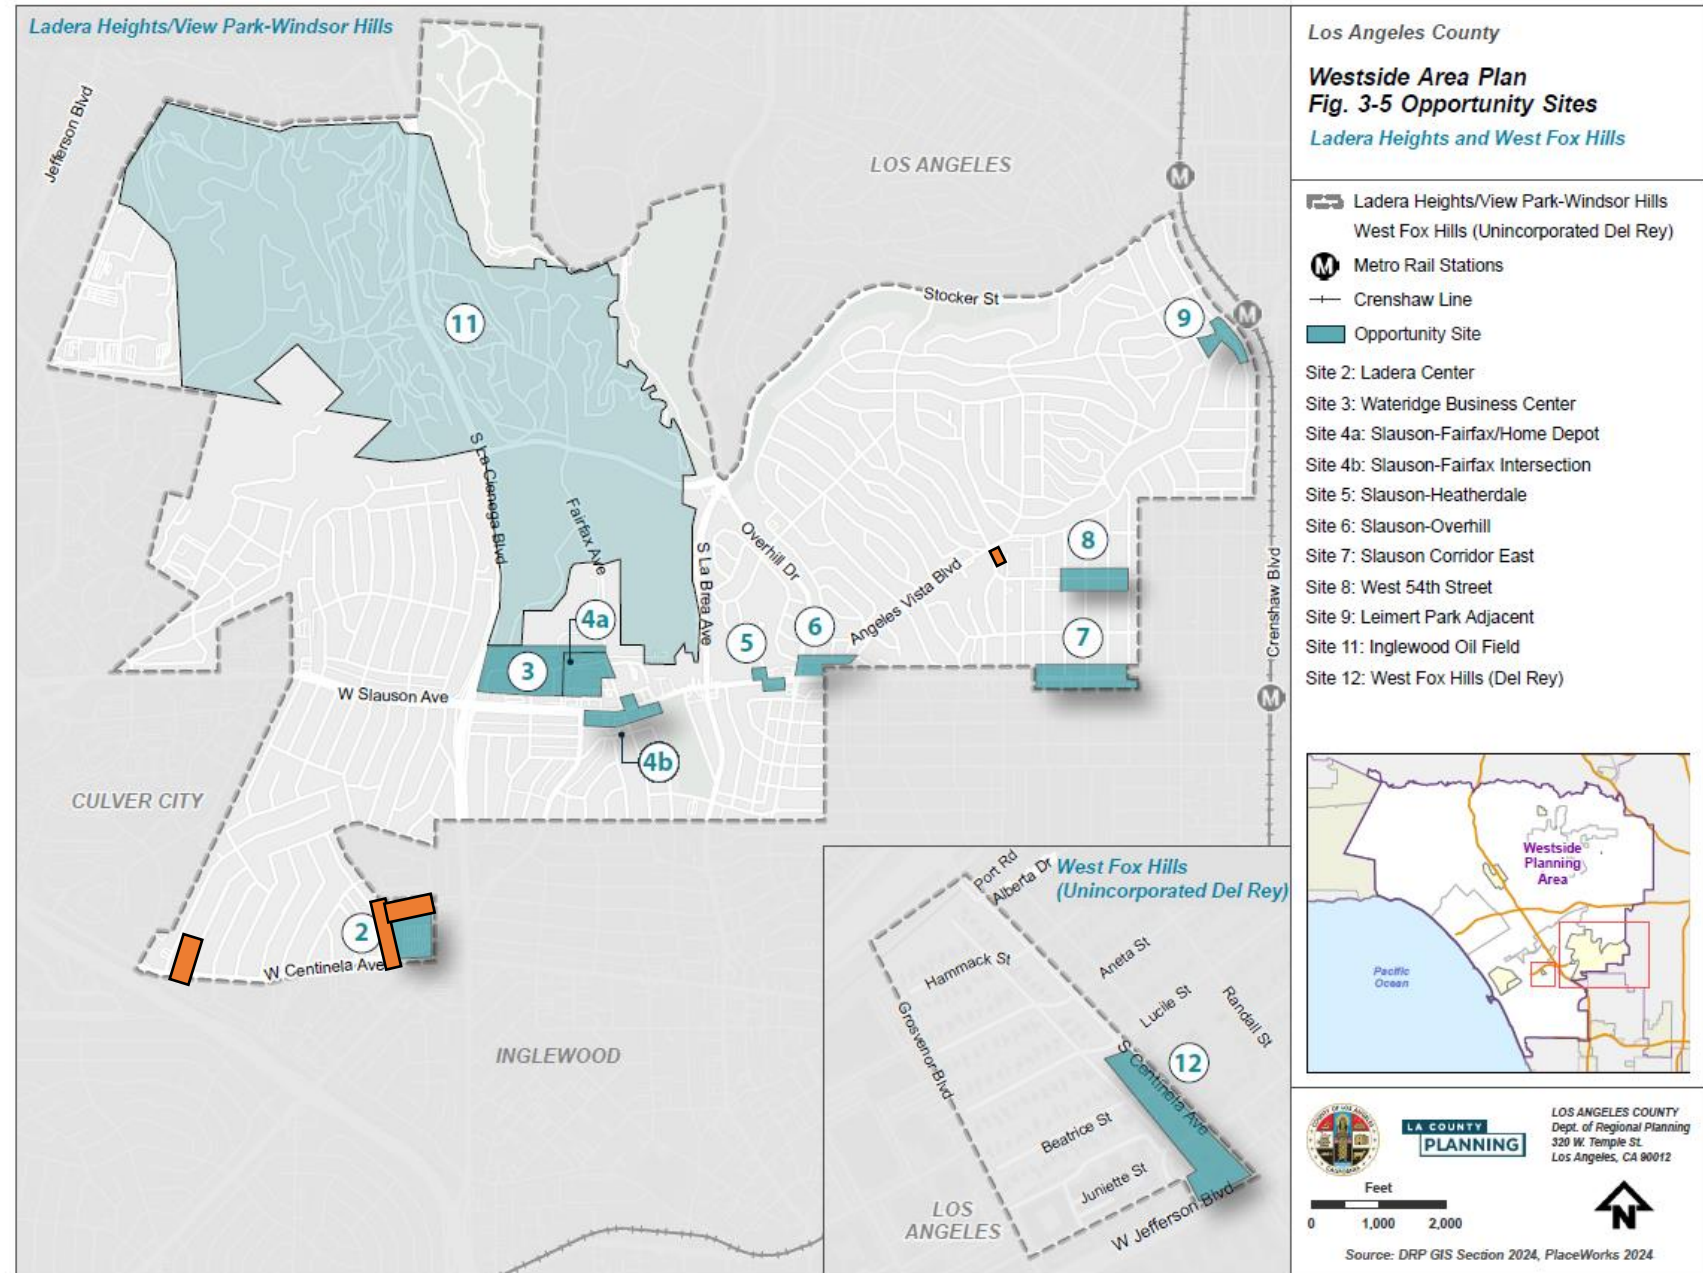 Ladera Heights/View Park-Windsor Hills
Jefferson Blvd
LOS ANGELES
Stocker St
11
9
S La Cienega Blvd
Fairfax Ave
S La Brea Ave
Overhill Dr
Angeles Vista Blvd
Crenshaw Blvd
8
7
6
5
4a
3
4b
W Slauson Ave
CULVER CITY
2
W Centinela Ave
INGLEWOOD
M
M
M
West Fox Hills
(Unincorporated Del Rey)
Port Rd
Alberta Dr
Aneta St
Hammack St
Lucile St
Randall St
Grosvenor Blvd
S Centinela Ave
12
Beatrice St
Juniette St
W Jefferson Blvd
LOS
ANGELES
Los Angeles County
Westside Area Plan
Fig. 3-5 Opportunity Sites
Ladera Heights and West Fox Hills
Ladera Heights/View Park-Windsor Hills
West Fox Hills (Unincorporated Del Rey)
M Metro Rail Stations
Crenshaw Line
Opportunity Site
Site 2: Ladera Center
Site 3: Wateridge Business Center
Site 4a: Slauson-Fairfax/Home Depot
Site 4b: Slauson-Fairfax Intersection
Site 5: Slauson-Heatherdale
Site 6: Slauson-Overhill
Site 7: Slauson Corridor East
Site 8: West 54th Street
Site 9: Leimert Park Adjacent
Site 11: Inglewood Oil Field
Site 12: West Fox Hills (Del Rey)
Westside
Planning
Area
Pacific
Ocean
LA COUNTY
PLANNING
LOS ANGELES COUNTY
Dept. of Regional Planning
320 W. Temple St.
Los Angeles, CA 90012
Feet
0 1,000 2,000
N
Source: DRP GIS Section 2024, PlaceWorks 2024